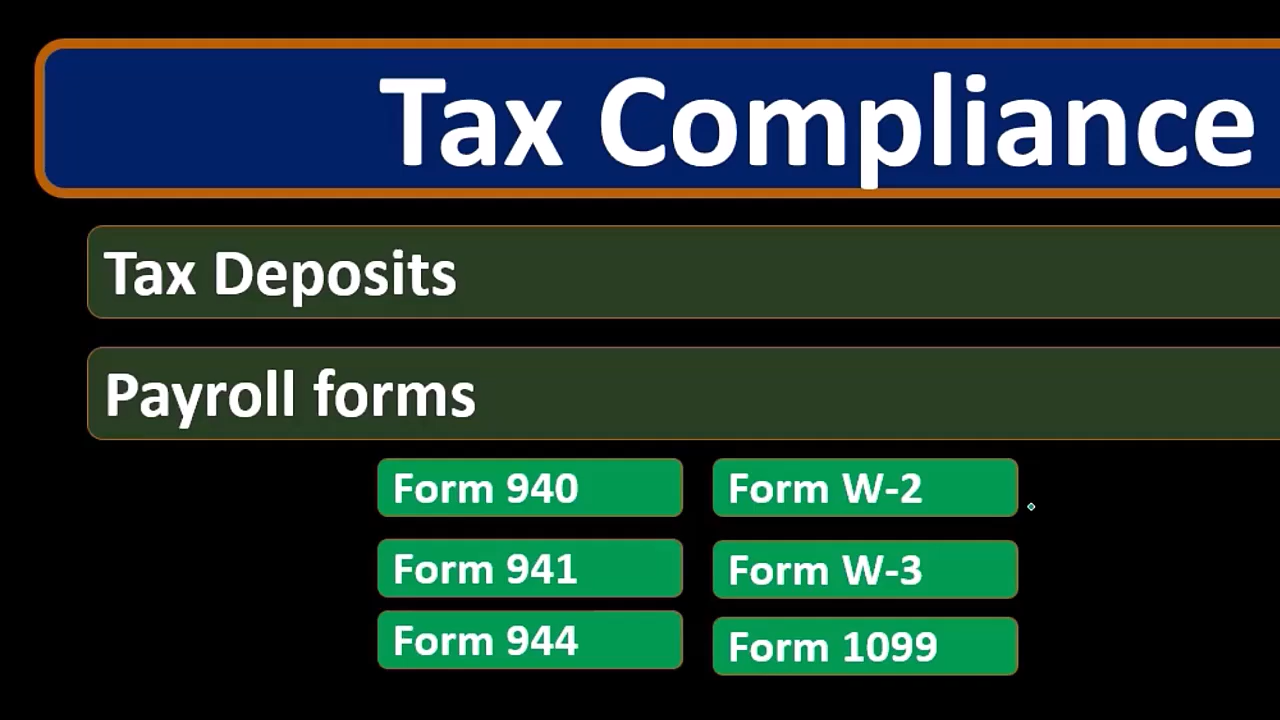 Tax Compliance
Tax Deposits
Payroll forms
Form 940
Form W-2
Form 941
Form W-3
Form 944
Form 1099